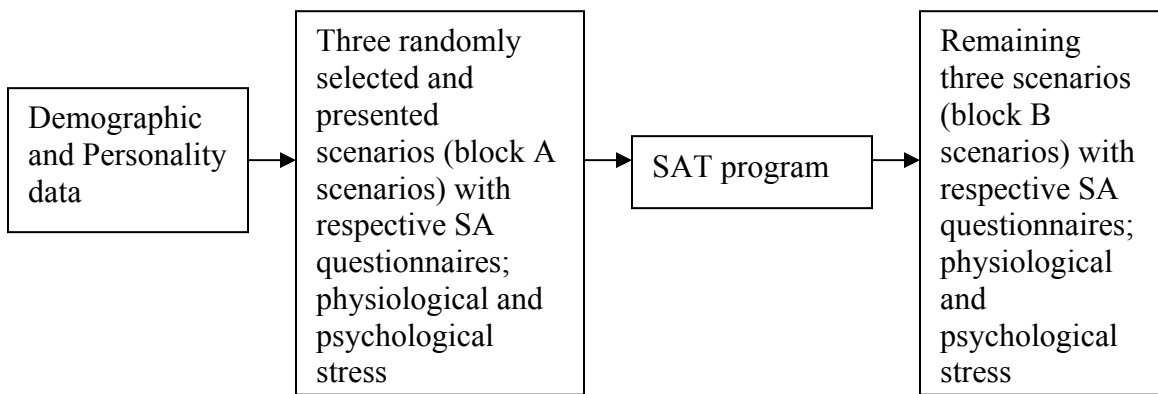 Demographic
and Personality
data
Three randomly
selected and
presented
scenarios (block A
scenarios) with
respective SA
questionnaires;
physiological and
psychological
stress
SAT program
Remaining
three scenarios
(block B
scenarios) with
respective SA
questionnaires;
physiological
and
psychological
stress